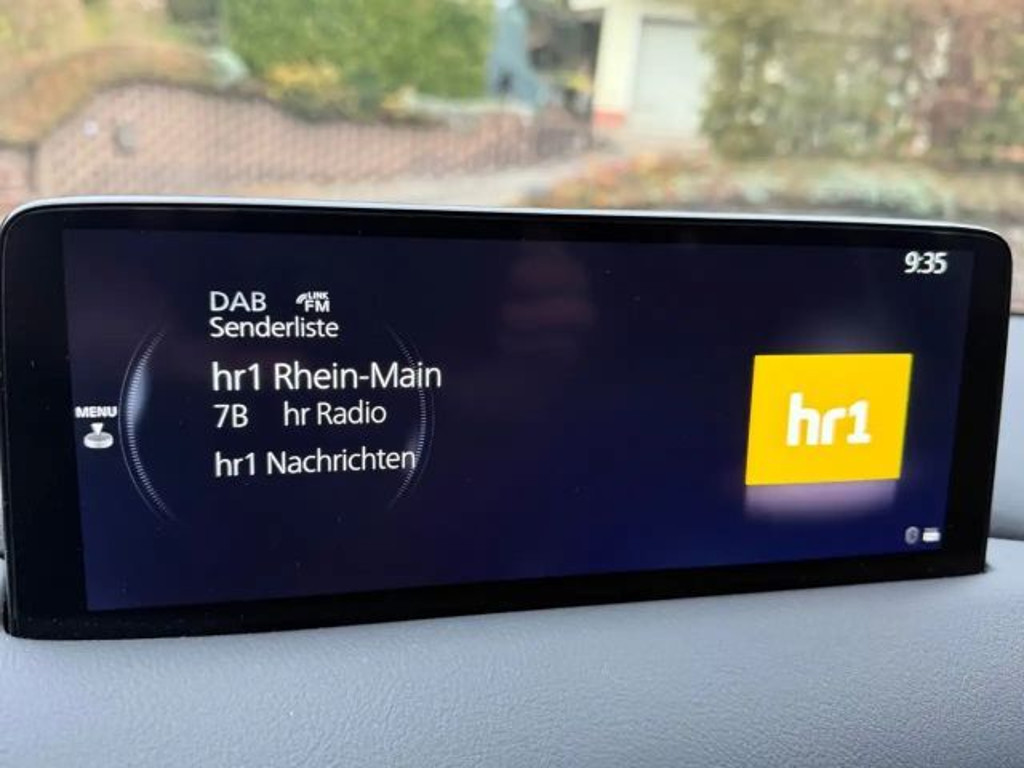 9:35
DAB LINK FM
Senderliste
hr1 Rhein-Main
7B hr Radio
MENU
hr1 Nachrichten
hr1